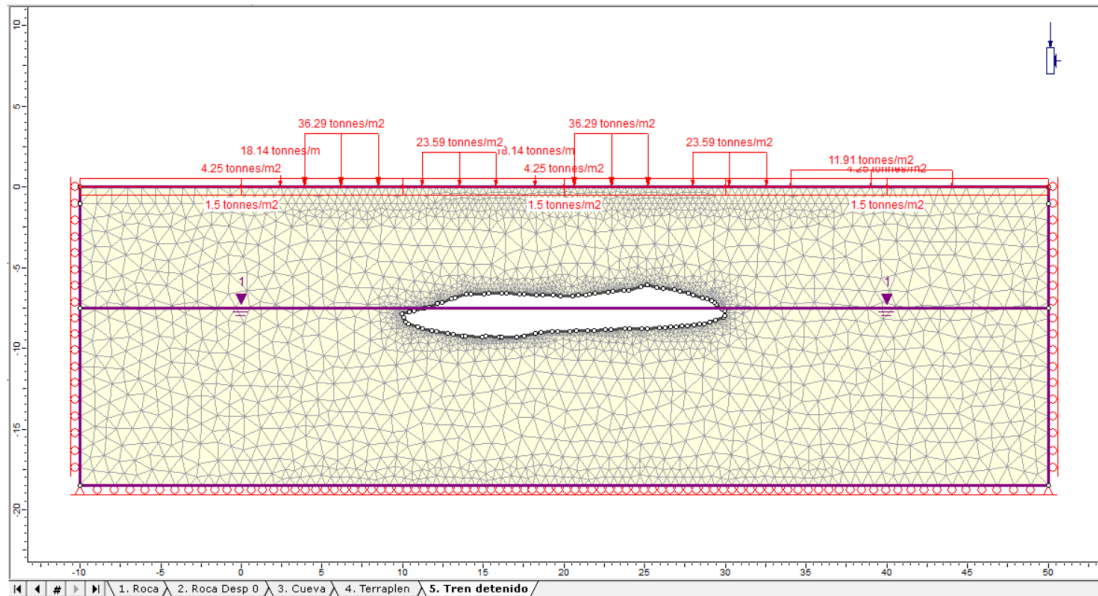 10
5
0
-5
-10
-15
-20
36.29 tonnes/m2
36.29 tonnes/m2
18.14 tonnes/m
23.59 tonnes/m2
18.14 tonnes/m
23.59 tonnes/m2
11.91 tonnes/m2
4.25 tonnes/m2
4.25 tonnes/m2
4.25 tonnes/m2
1.5 tonnes/m2
1.5 tonnes/m2
1.5 tonnes/m2
1
1
-10 -5 0 5 10 15 20 25 30 35 40 45 50
# 1. Roca 2. Roca Desp 0 3. Cueva 4. Terraplen 5. Tren detenido